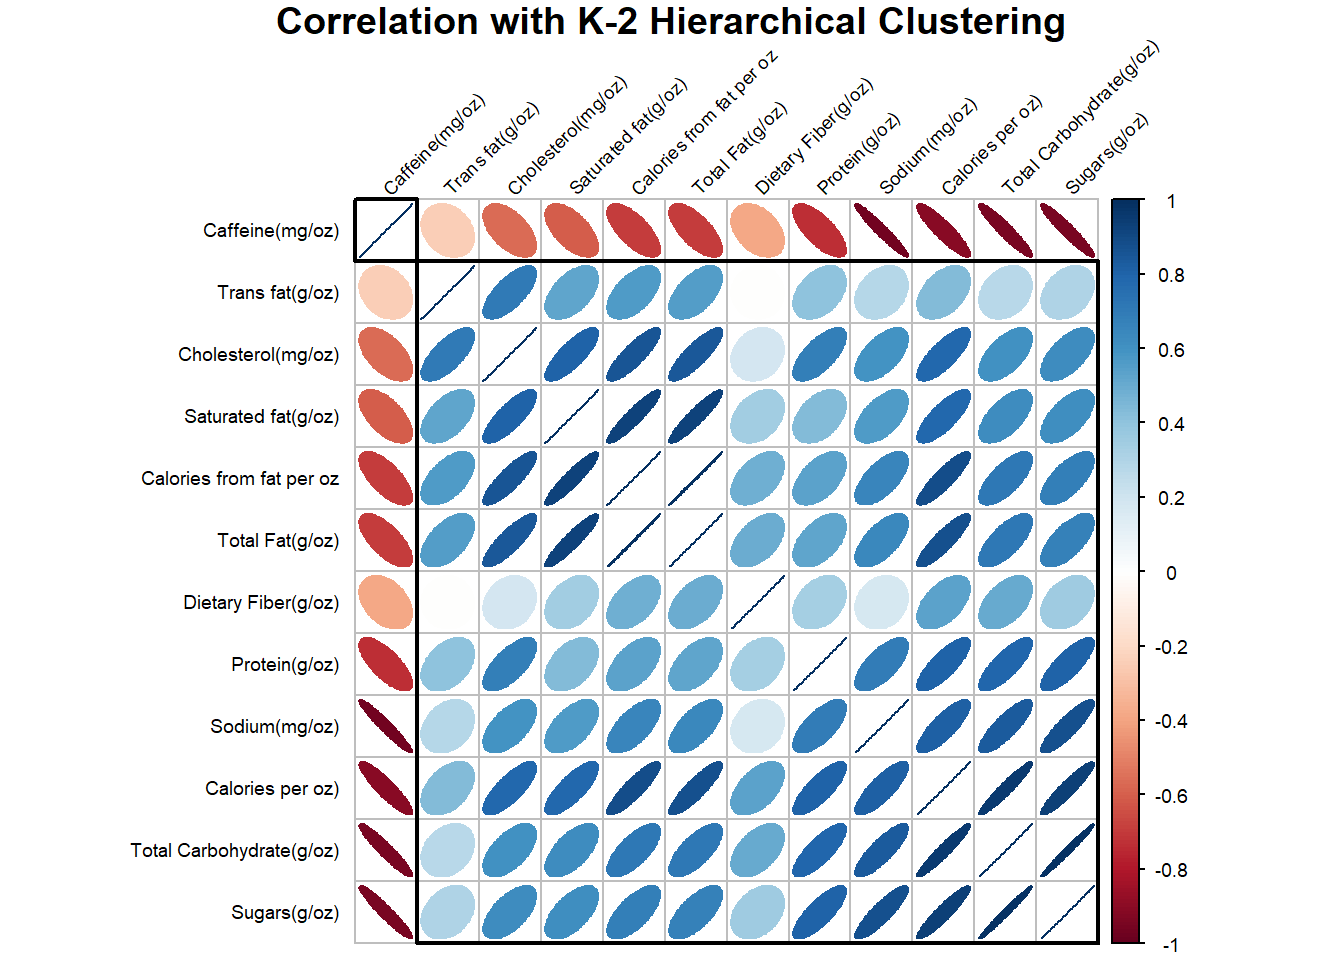 Correlation with K-2 Hierarchical Clustering
Caffeine(mg/oz)
Trans fat(g/oz)
Cholesterol(mg/oz)
Saturated fat(g/oz)
Calories from fat per oz
Total Fat(g/oz)
Dietary Fiber(g/oz)
Protein(g/oz)
Sodium(mg/oz)
Calories per oz)
Total Carbohydrate(g/oz)
Sugars(g/oz)
Caffeine(mg/oz)
Trans fat(g/oz)
Cholesterol(mg/oz)
Saturated fat(g/oz)
Calories from fat per oz
Total Fat(g/oz)
Dietary Fiber(g/oz)
Protein(g/oz)
Sodium(mg/oz)
Calories per oz)
Total Carbohydrate(g/oz)
Sugars(g/oz)
1
0.8
0.6
0.4
0.2
0
-0.2
-0.4
-0.6
-0.8
-1